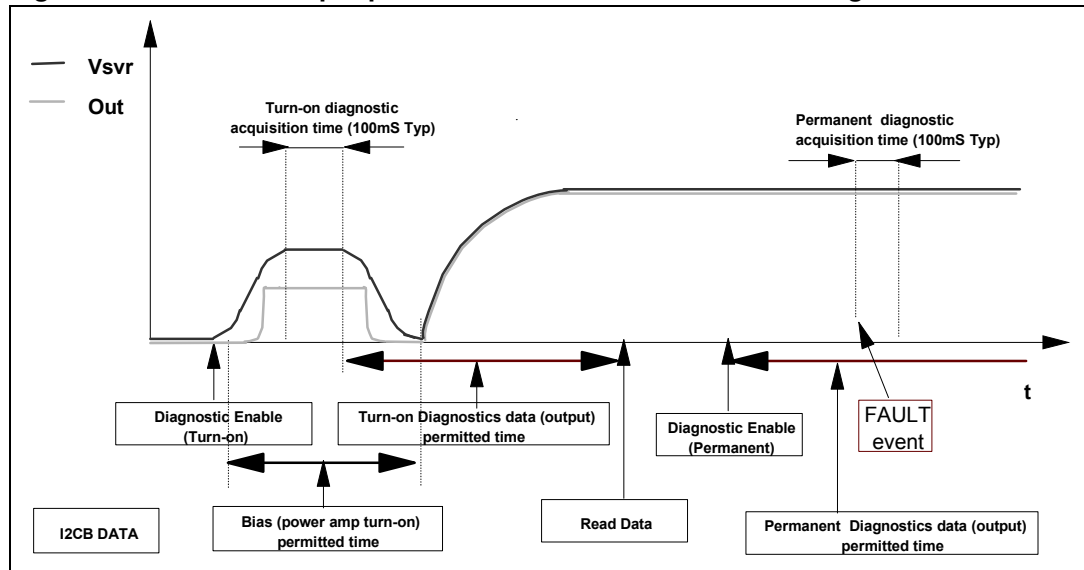 Vsvr
Out
Turn-on diagnostic
acquisition time (100mS Typ)
Permanent diagnostic
acquisition time (100mS Typ)
t
Diagnostic Enable
(Turn-on)
Turn-on Diagnostics data (output)
permitted time
Diagnostic Enable
(Permanent)
FAULT
event
Bias (power amp turn-on)
permitted time
Read Data
Permanent Diagnostics data (output)
permitted time
I2CB DATA